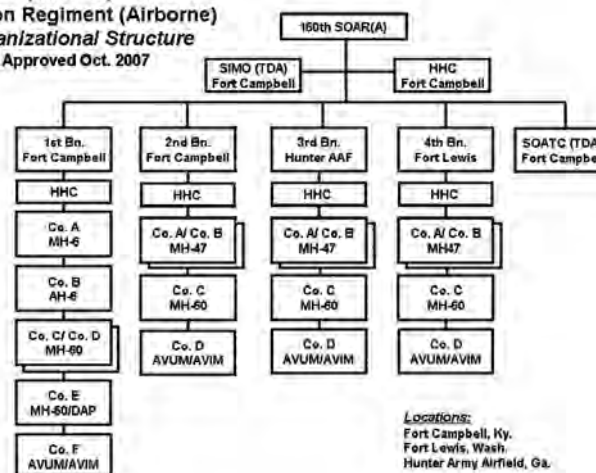 on Regiment (Airborne)
anizational Structure
Approved Oct. 2007
160th SOAR(A)
SIMO (TDA)
Fort Campbell
HHC
Fort Campbell
1st Bn.
Fort Campbell
2nd Bn.
Fort Campbell
3rd Bn.
Hunter AAF
4th Bn.
Fort Lewis
SOATC (TDA
Fort Campbe
HHC
HHC
HHC
HHC
Co. A
MH-6
Co. A/ Co. B
MH-47
Co. A/ Co. B
MH-47
Co. A/ Co. B
MH47
Co. B
AH-6
Co. C
MH-60
Co. C
MH-60
Co. C
MH-60
Co. C/ Co. D
MH-60
Co. D
AVUM/AVIM
Co. D
AVUM/AVIM
Co. D
AVUM/AVIM
Co. E
MH-60/DAP
Co. F
AVUM/AVIM
Locations:
Fort Campbell, Ky.
Fort Lewis, Wash.
Hunter Army Airfield, Ga.